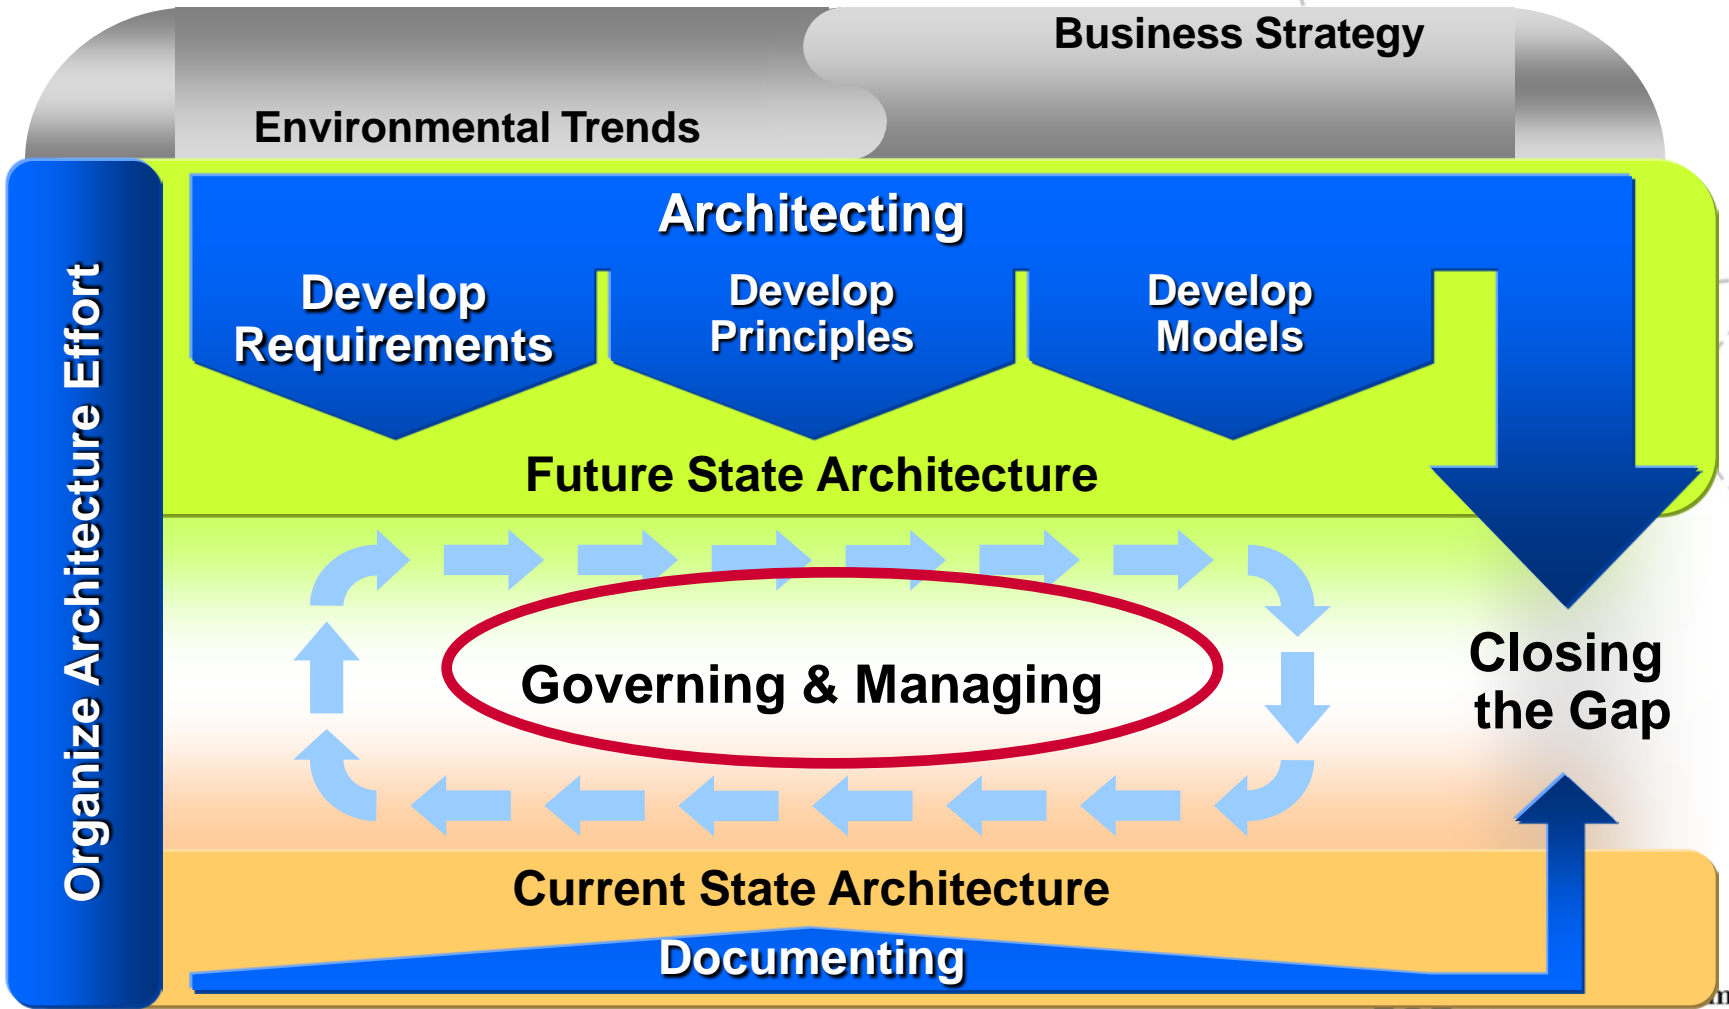 Business Strategy
Environmental Trends
Organize Architecture Effort
Architecting
Develop
Requirements
Develop
Principles
Develop
Models
Future State Architecture
Governing & Managing
Closing
the Gap
Current State Architecture
Documenting